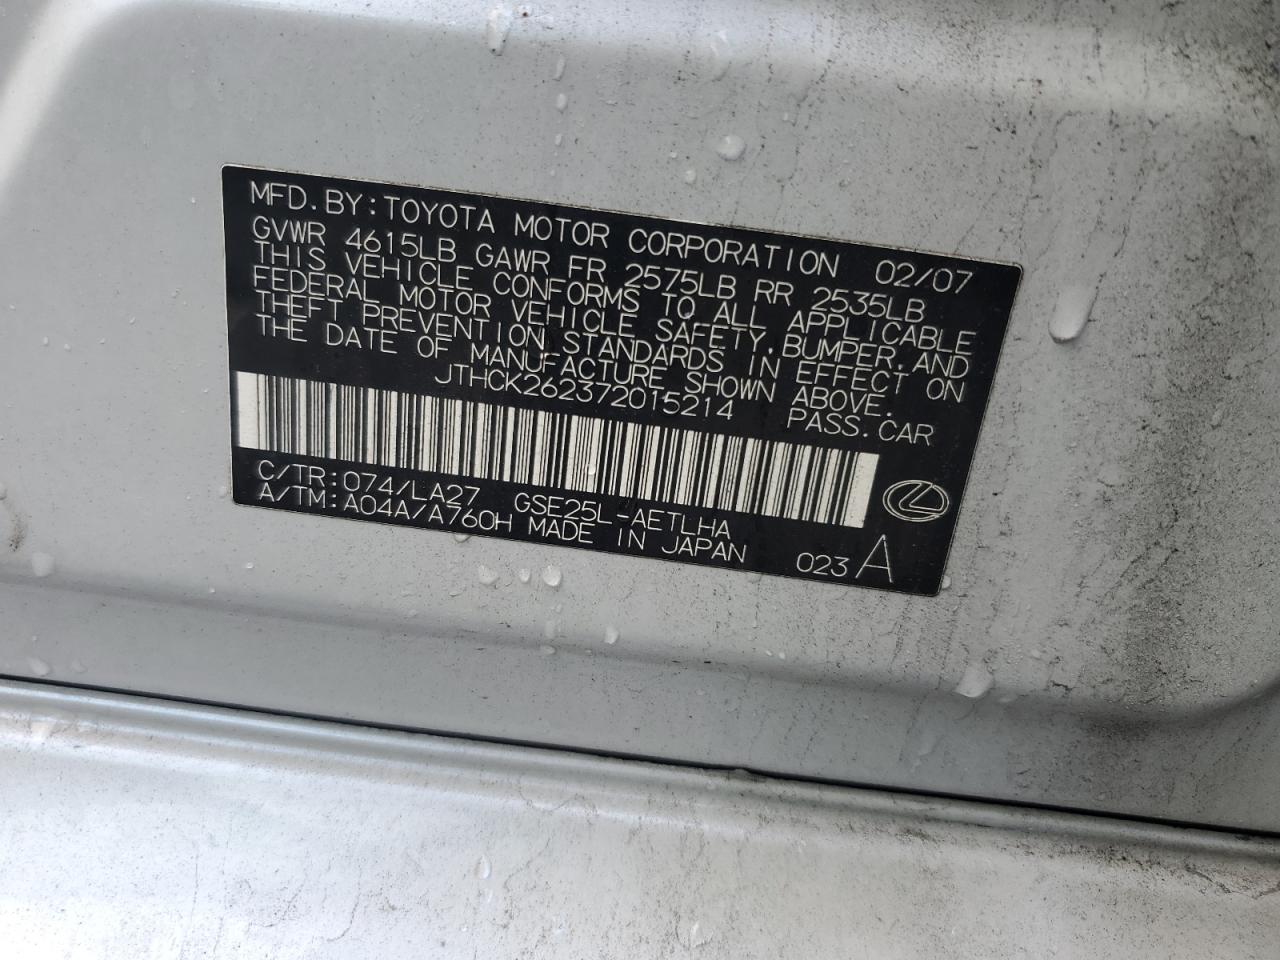 MFD.BY:TOYOTA MOTOR CORPORATION 02/07
GVWR 4615LB GAWR FR 2575LB RR 2535LB
THIS VEHICLE CONFORMS TO ALL APPLICABLE
FEDERAL MOTOR VEHICLE SAFETY,BUMPER,AND
THEFT PREVENTION STANDARDS IN EFFECT ON
THE DATE OF MANUFACTURE SHOWN ABOVE.
JTHCK262372015214 PASS.CAR
C/TR:074/LA27 GSE25L-AETLHA
A/TM:A04A/A760H MADE IN JAPAN 023 A